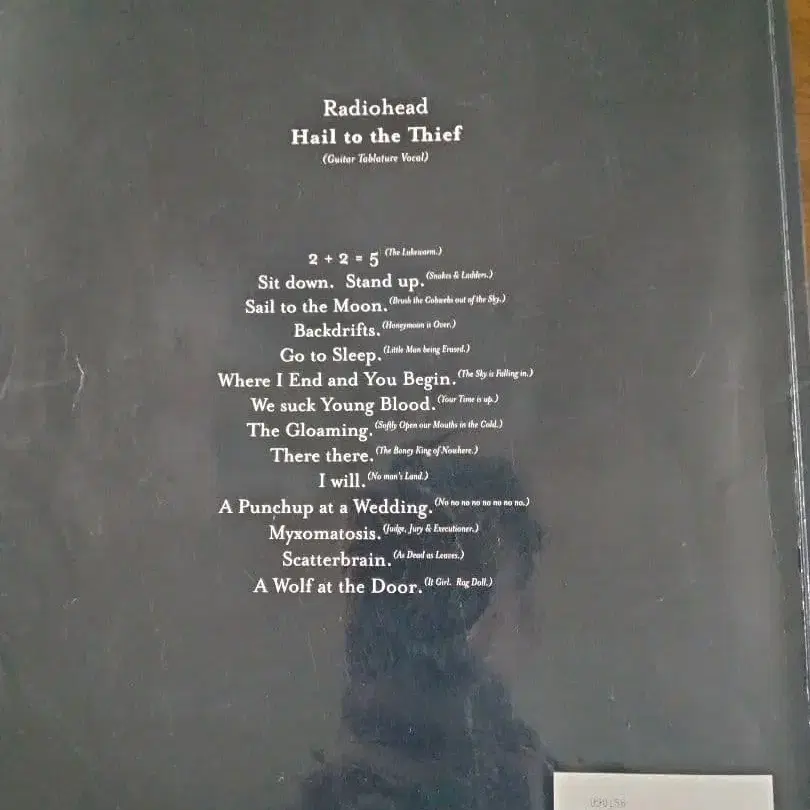 Radiohead
Hail to the Thief
(Guitar Tablature Vocal)
2 + 2 = 5 (The Lukewarm.)
Sit down. Stand up. (Snakes & Ladders.)
Sail to the Moon. (Brush the Cobwebs out of the Sky.)
Backdrifts. (Honeymoon is Over.)
Go to Sleep. (Little Man being Erased.)
Where I End and You Begin. (The Sky is Falling in.)
We suck Young Blood. (Your Time is up.)
The Gloaming. (Softly Open our Mouths in the Cold.)
There there. (The Boney King of Nowhere.)
I will. (No man's Land.)
A Punchup at a Wedding. (No no no no no no no no.)
Myxomatosis. (Judge, Jury & Executioner.)
Scatterbrain. (As Dead as Leaves.)
A Wolf at the Door. (It Girl. Rag Doll.)